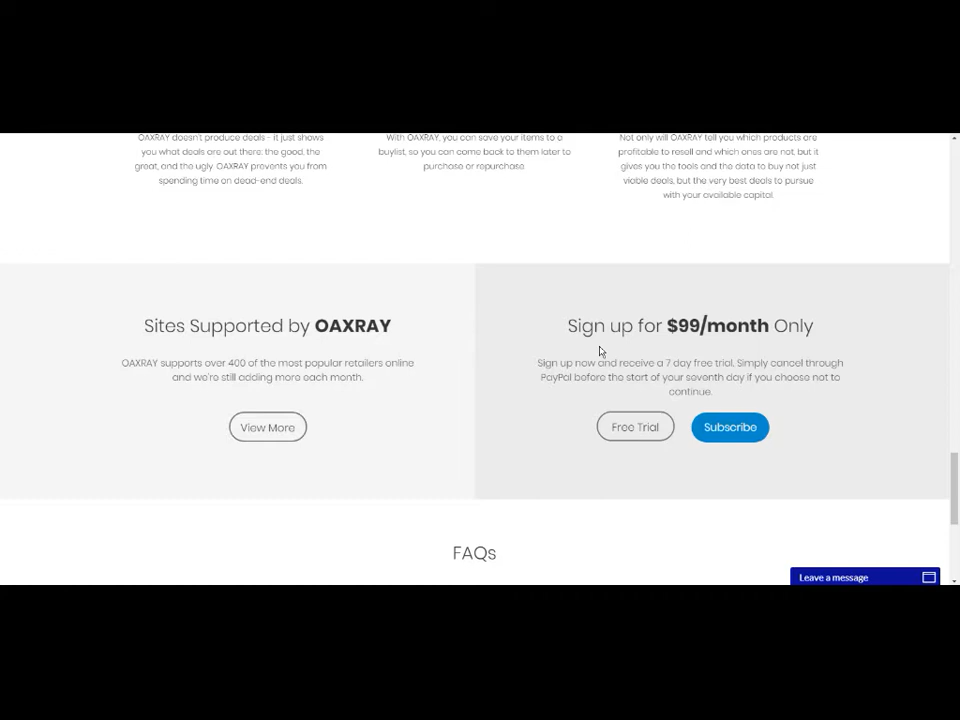 OAXRAY doesn't produce deals - it just shows
you what deals are out there: the good, the
great, and the ugly. OAXRAY prevents you from
spending time on dead-end deals.
With OAXRAY, you can save your items to a
buylist, so you can come back to them later to
purchase or repurchase.
Not only will OAXRAY tell you which products are
profitable to resell and which ones are not, but it
gives you the tools and the data to buy not just
viable deals, but the very best deals to pursue
with your available capital.
Sites Supported by OAXRAY
OAXRAY supports over 400 of the most popular retailers online
and we're still adding more each month.
View More
Sign up for $99/month Only
Sign up now and receive a 7 day free trial. Simply cancel through
PayPal before the start of your seventh day if you choose not to
continue.
Free Trial
Subscribe
FAQs
Leave a message